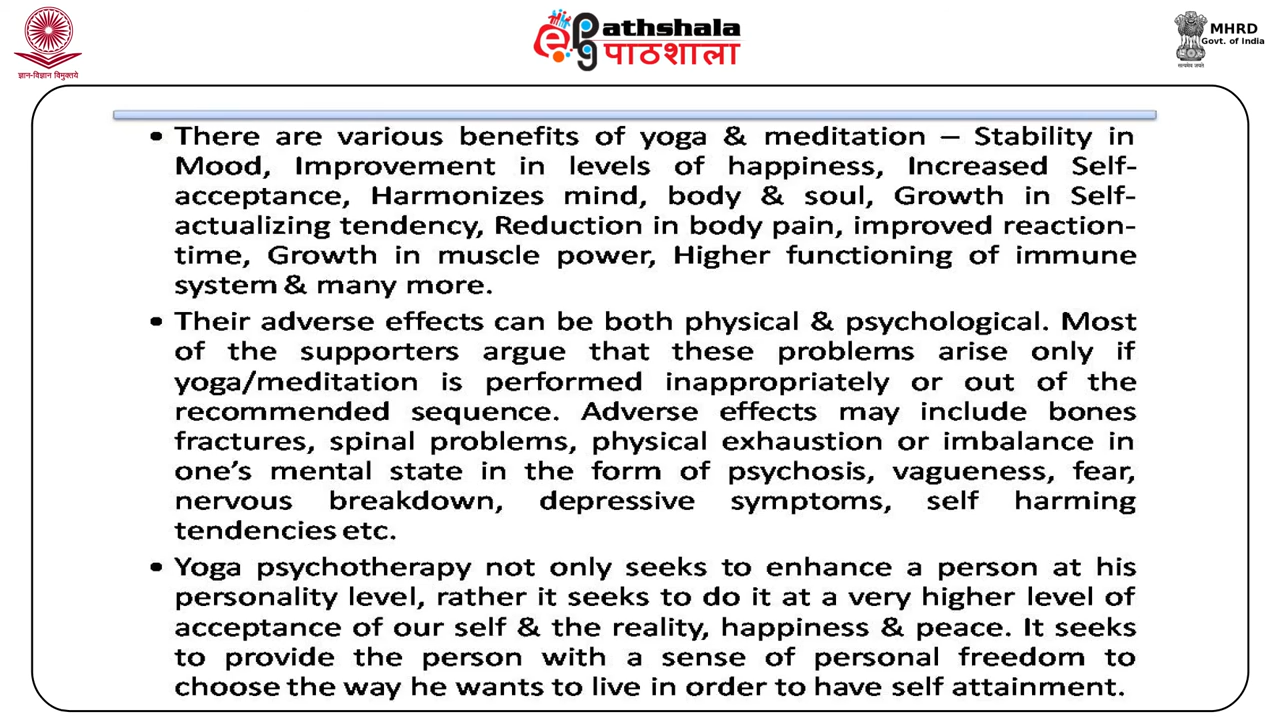 ज्ञान-विज्ञान विमुक्तये
ePG athshala
पाठशाला
MHRD
Govt. of India
सत्यमेव जयते
• There are various benefits of yoga & meditation – Stability in
Mood, Improvement in levels of happiness, Increased Self-
acceptance, Harmonizes mind, body & soul, Growth in Self-
actualizing tendency, Reduction in body pain, improved reaction-
time, Growth in muscle power, Higher functioning of immune
system & many more.
• Their adverse effects can be both physical & psychological. Most
of the supporters argue that these problems arise only if
yoga/meditation is performed inappropriately or out of the
recommended sequence. Adverse effects may include bones
fractures, spinal problems, physical exhaustion or imbalance in
one’s mental state in the form of psychosis, vagueness, fear,
nervous breakdown, depressive symptoms, self harming
tendencies etc.
• Yoga psychotherapy not only seeks to enhance a person at his
personality level, rather it seeks to do it at a very higher level of
acceptance of our self & the reality, happiness & peace. It seeks
to provide the person with a sense of personal freedom to
choose the way he wants to live in order to have self attainment.